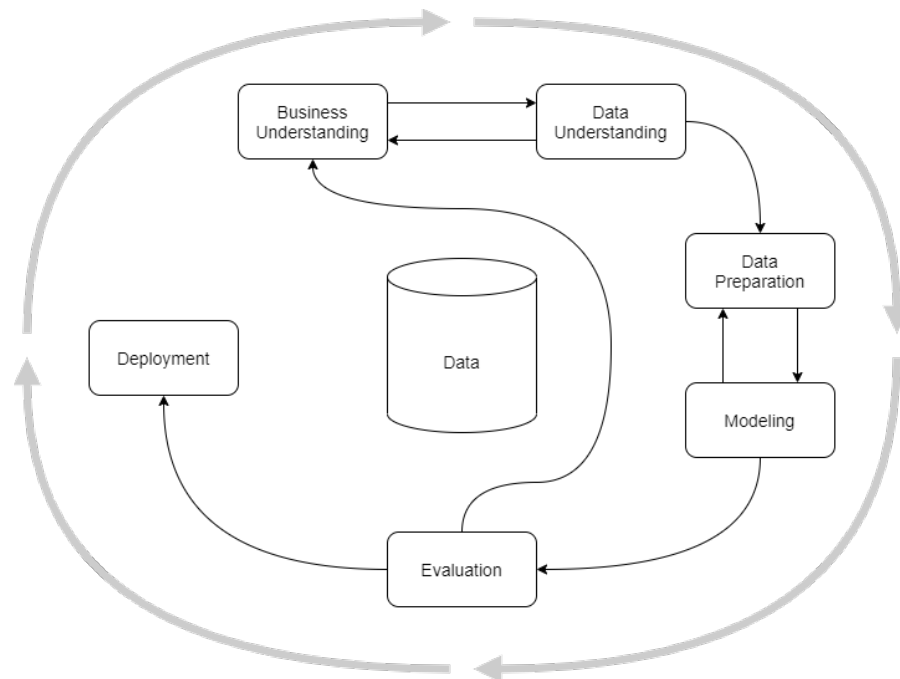 Business
Understanding
Data
Understanding
Data
Preparation
Deployment
Data
Modeling
Evaluation